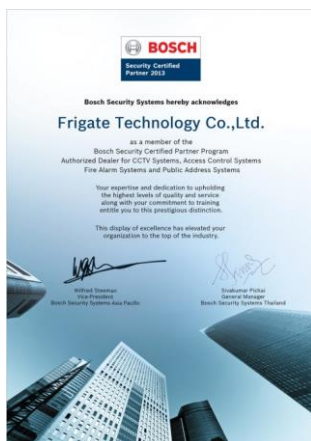 BOSCH
Security Certified
Partner 2013
Bosch Security Systems hereby acknowledges
Frigate Technology Co.,Ltd.
as a member of the
Bosch Security Certified Partner Program
Authorized Dealer for CCTV Systems, Access Control Systems
Fire Alarm Systems and Public Address Systems
Your expertise and dedication to upholding
the highest levels of quality and service
along with your commitment to training
entitle you to this prestigious distinction.
This display of excellence has elevated your
organization to the top of the industry.
Wilfried Steeman
Vice-President
Bosch Security Systems Asia Pacific
Sivakumar Pichai
General Manager
Bosch Security Systems Thailand